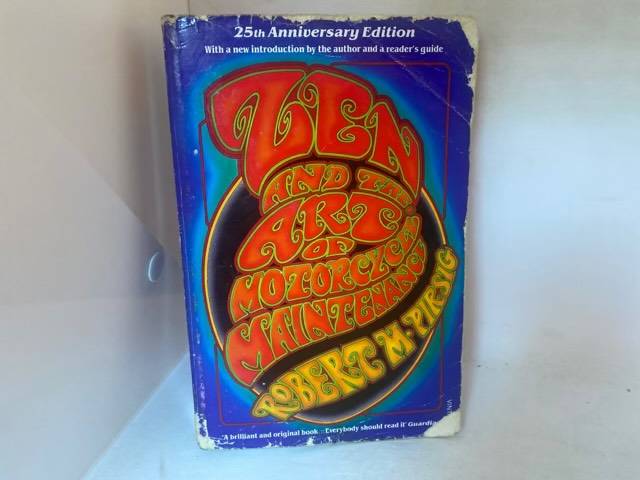 25th Anniversary Edition
With a new introduction by the author and a reader's guide
ZEN
AND THE
ART
OF
MOTORCYCLE
MAINTENANCE
ROBERT M. PIRSIG
'A brilliant and original book... Everybody should read it' Guardian